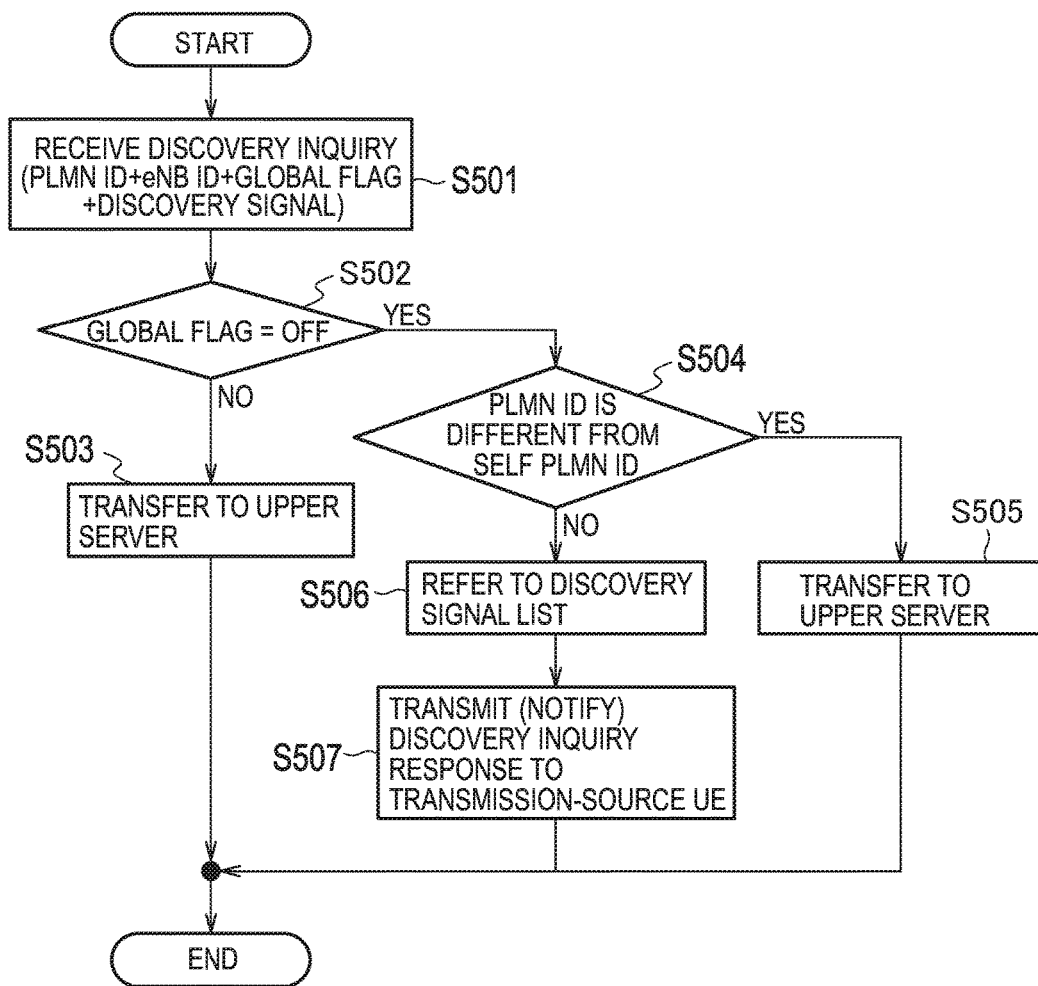 START
RECEIVE DISCOVERY INQUIRY
(PLMN ID+eNB ID+GLOBAL FLAG
+DISCOVERY SIGNAL)
S501
S502
GLOBAL FLAG = OFF
YES
NO
S503
TRANSFER TO UPPER
SERVER
S504
PLMN ID IS
DIFFERENT FROM
SELF PLMN ID
YES
NO
S505
TRANSFER TO
UPPER SERVER
S506
REFER TO DISCOVERY
SIGNAL LIST
S507
TRANSMIT (NOTIFY)
DISCOVERY INQUIRY
RESPONSE TO
TRANSMISSION-SOURCE UE
END